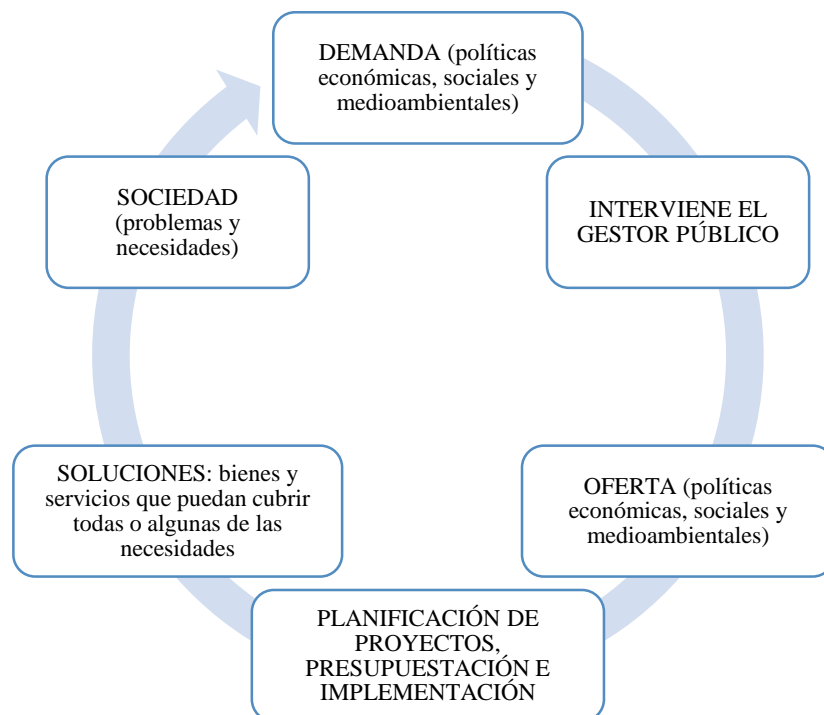 DEMANDA (políticas
económicas, sociales y
medioambientales)
INTERVIENE EL
GESTOR PÚBLICO
OFERTA (políticas
económicas, sociales y
medioambientales)
PLANIFICACIÓN DE
PROYECTOS,
PRESUPUESTACIÓN E
IMPLEMENTACIÓN
SOLUCIONES: bienes y
servicios que puedan cubrir
todas o algunas de las
necesidades
SOCIEDAD
(problemas y
necesidades)